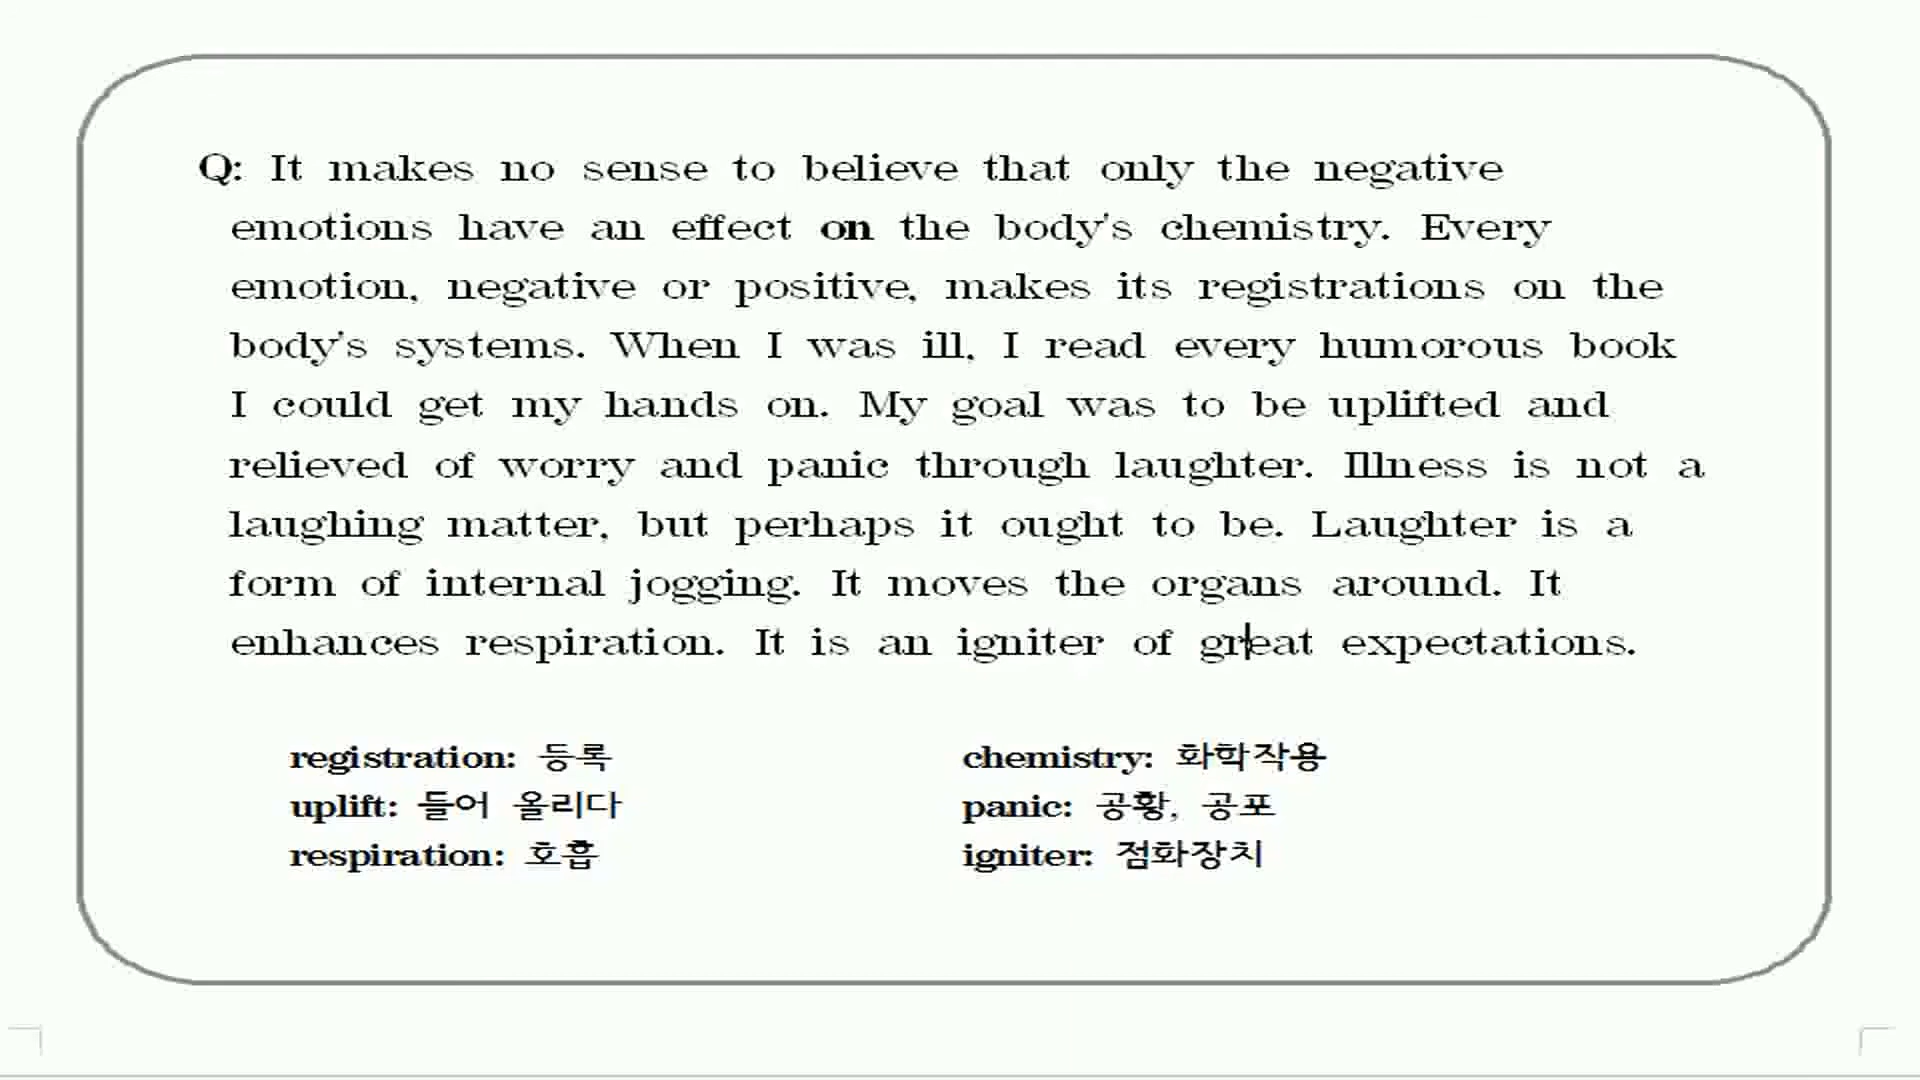 Q: It makes no sense to believe that only the negative
emotions have an effect on the body's chemistry. Every
emotion, negative or positive, makes its registrations on the
body's systems. When I was ill, I read every humorous book
I could get my hands on. My goal was to be uplifted and
relieved of worry and panic through laughter. Illness is not a
laughing matter, but perhaps it ought to be. Laughter is a
form of internal jogging. It moves the organs around. It
enhances respiration. It is an igniter of great expectations.
registration: 등록
chemistry: 화학작용
uplift: 들어 올리다
panic: 공황, 공포
respiration: 호흡
igniter: 점화장치